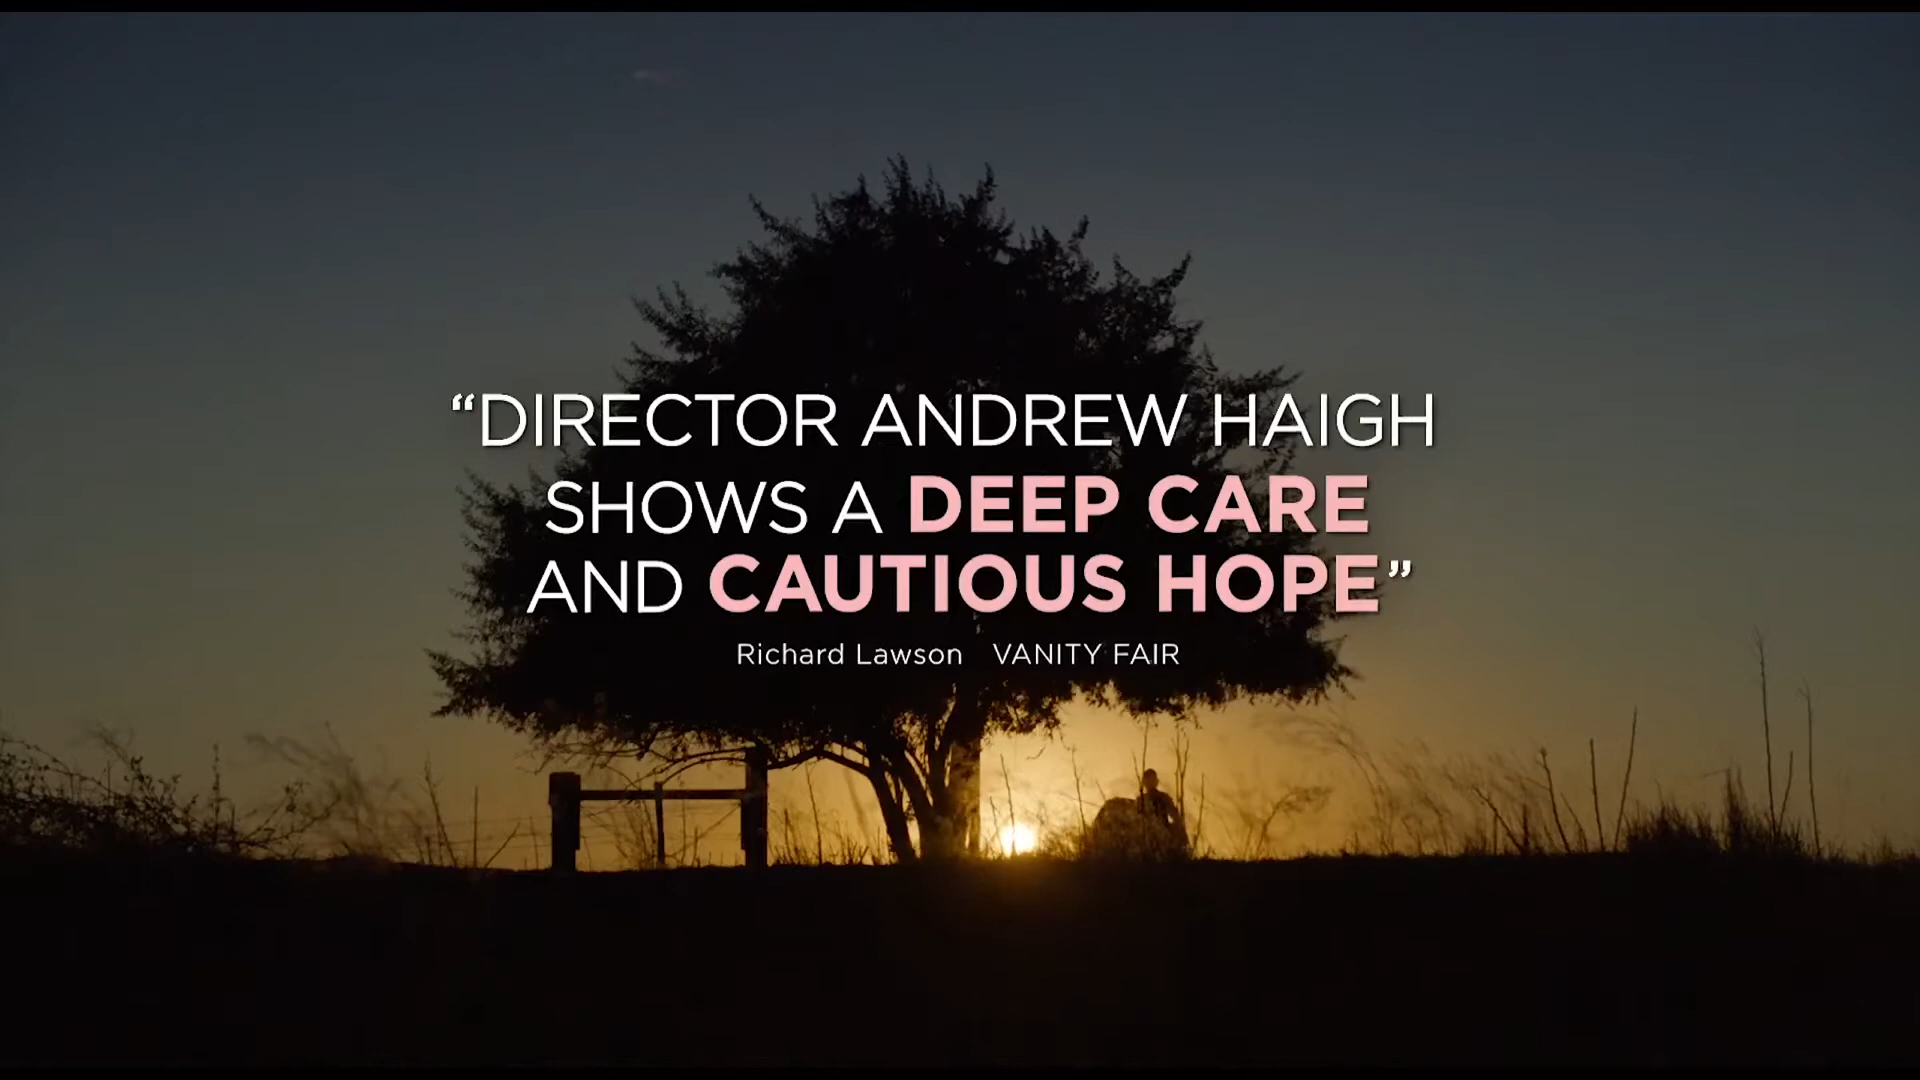 “DIRECTOR ANDREW HAIGH
SHOWS A DEEP CARE
AND CAUTIOUS HOPE”
Richard Lawson VANITY FAIR